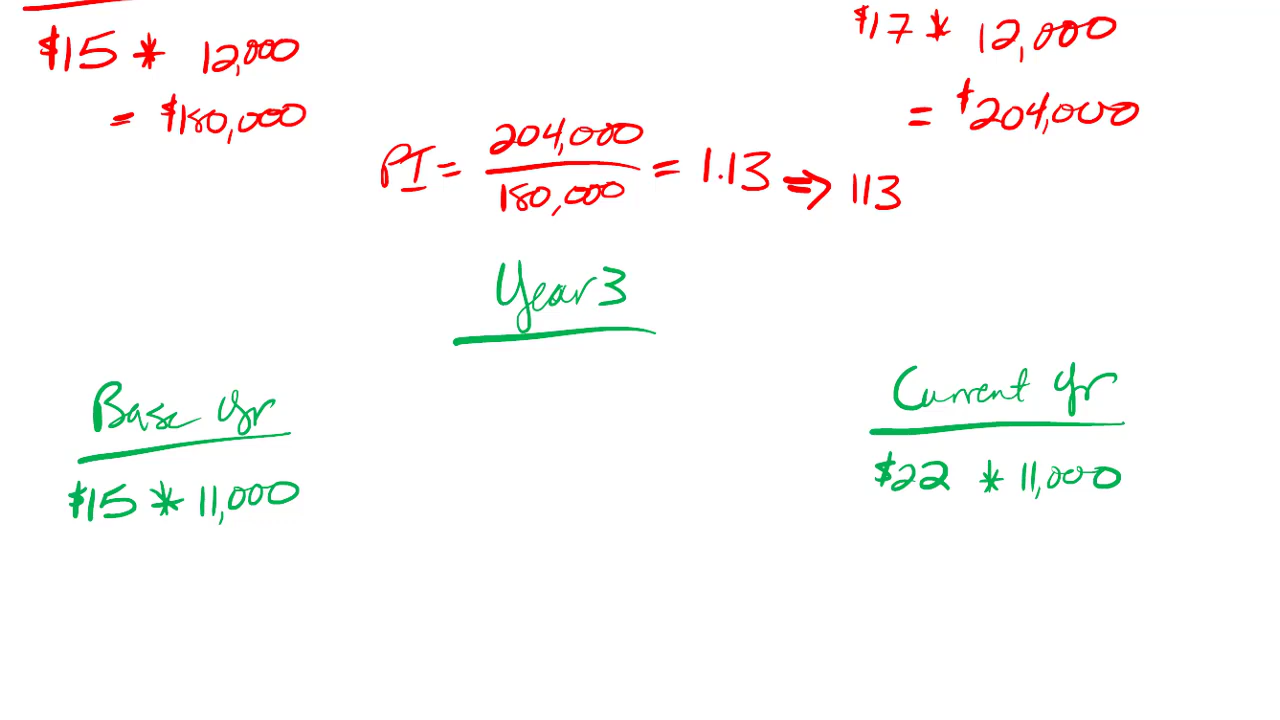 $15 * 12,000
= $180,000
$17 * 12,000
= $204,000
PI = 204,000 / 180,000 = 1.13 ⇒ 113
Year 3
Base Yr
$15 * 11,000
Current Yr
$22 * 11,000